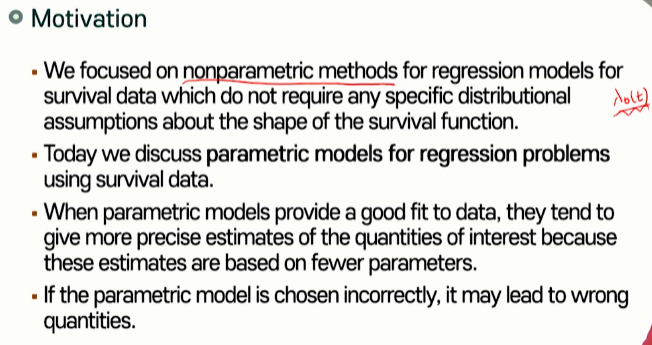 Motivation
We focused on nonparametric methods for regression models for
survival data which do not require any specific distributional
λ₀(t)
assumptions about the shape of the survival function.
Today we discuss parametric models for regression problems
using survival data.
When parametric models provide a good fit to data, they tend to
give more precise estimates of the quantities of interest because
these estimates are based on fewer parameters.
If the parametric model is chosen incorrectly, it may lead to wrong
quantities.